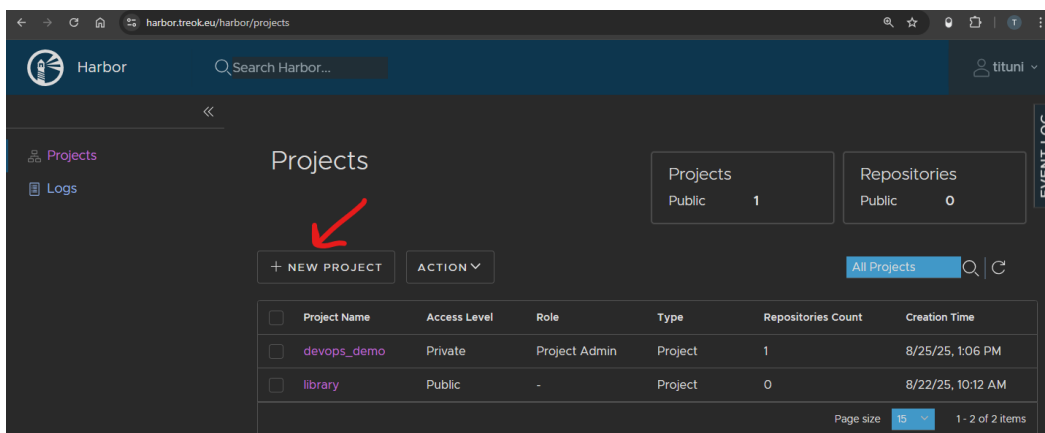 harbor.treok.eu/harbor/projects
T
Harbor
Search Harbor...
tituni
EVENT LOG
Projects
Logs
Projects
Projects
Public 1
Repositories
Public 0
+ NEW PROJECT
ACTION
All Projects
Project Name Access Level Role Type Repositories Count Creation Time
devops_demo Private Project Admin Project 1 8/25/25, 1:06 PM
library Public - Project 0 8/22/25, 10:12 AM
Page size 15 1 - 2 of 2 items